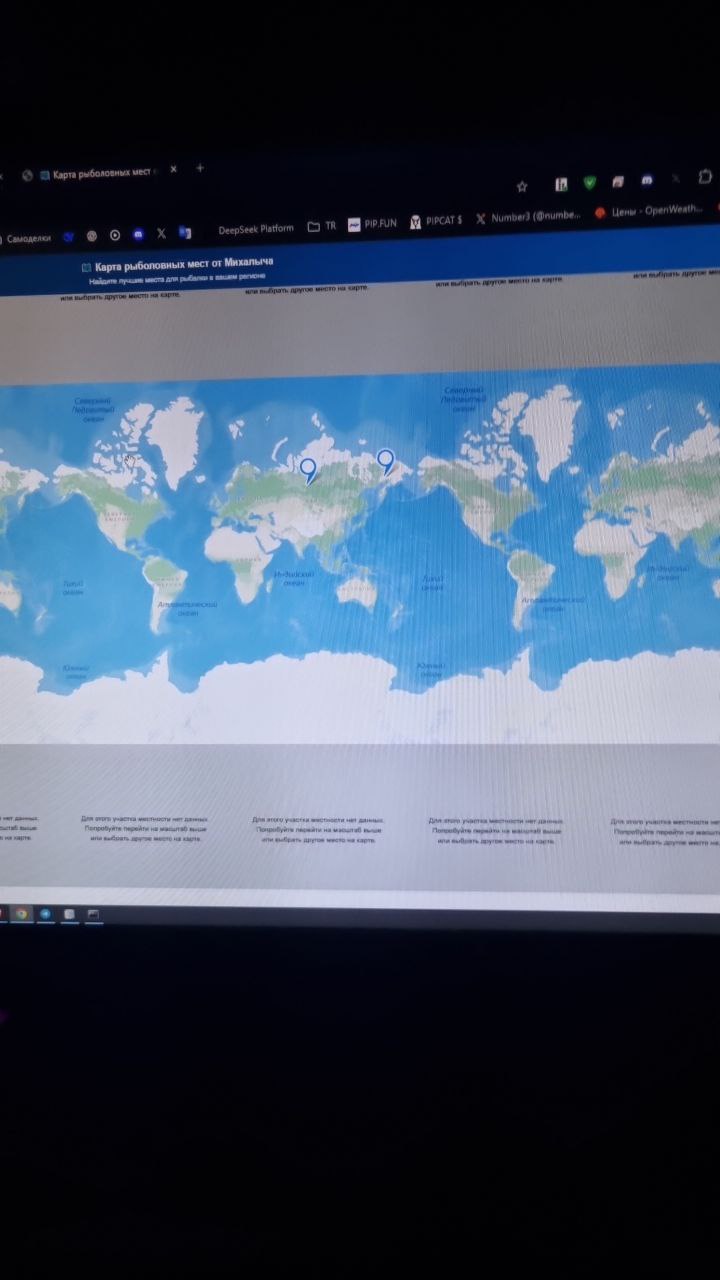 Карта рыболовных мест
Самоделки
DeepSeek Platform
TR
PIP.FUN
PIPCAT $
Number3 (@numbe...
Цены - OpenWeath...
Карта рыболовных мест от Михалыча
Найдите лучшие места для рыбалки в вашем регионе
или выбрать другое место на карте.
или выбрать другое место на карте.
или выбрать другое место на карте.
или выбрать другое ме
Северный
Ледовитый
океан
Северный
Ледовитый
океан
Тихий
океан
Индийский
океан
Атлантический
океан
Тихий
океан
Индийский
океан
Атлантический
океан
Южный
океан
Южный
океан
нет данных.
штаб выше
на карте.
Для этого участка местности нет данных.
Попробуйте перейти на масштаб выше
или выбрать другое место на карте.
Для этого участка местности нет данных.
Попробуйте перейти на масштаб выше
или выбрать другое место на карте.
Для этого участка местности нет данных.
Попробуйте перейти на масштаб выше
или выбрать другое место на карте.
Для этого участка местности не
Попробуйте перейти на масшта
или выбрать другое место на